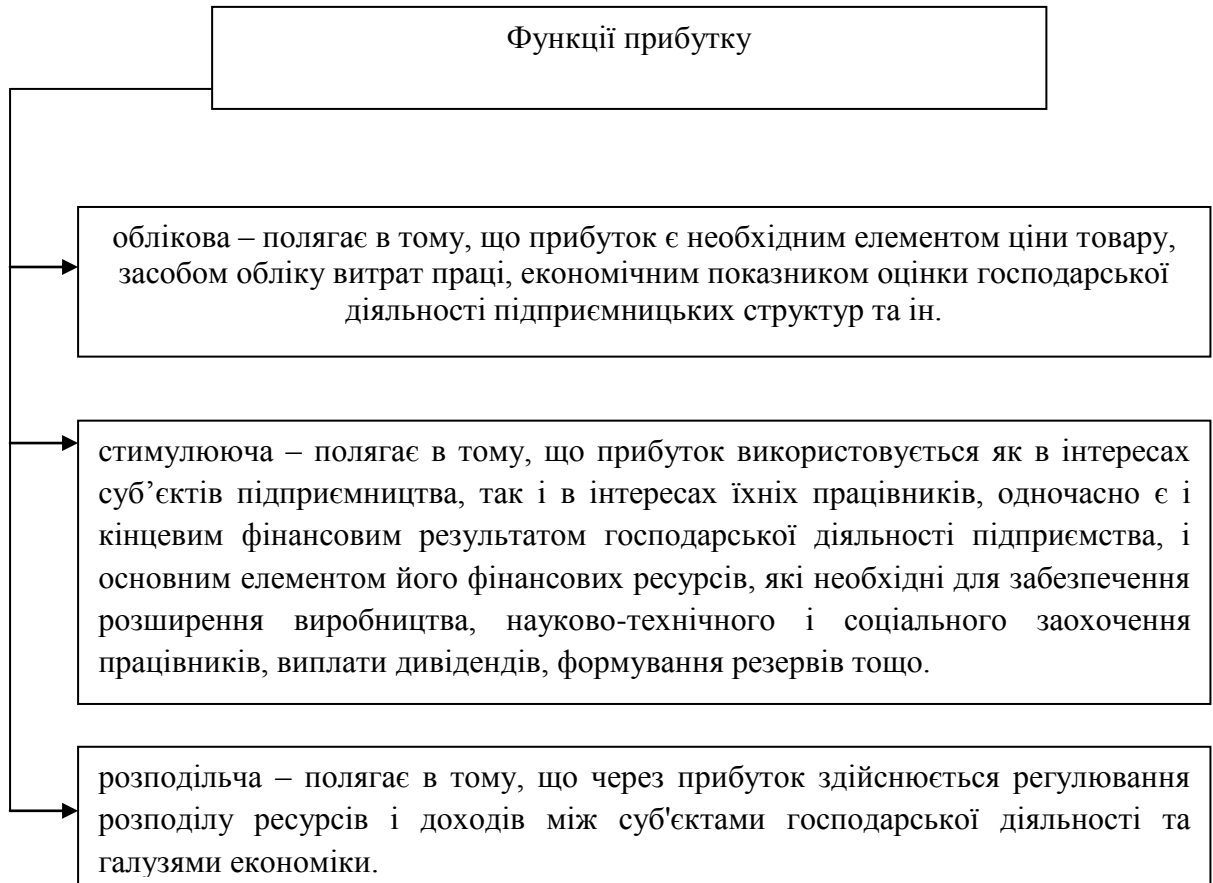 Функції прибутку
облікова – полягає в тому, що прибуток є необхідним елементом ціни товару,
засобом обліку витрат праці, економічним показником оцінки господарської
діяльності підприємницьких структур та ін.
стимулююча – полягає в тому, що прибуток використовується як в інтересах
суб’єктів підприємництва, так і в інтересах їхніх працівників, одночасно є і
кінцевим фінансовим результатом господарської діяльності підприємства, і
основним елементом його фінансових ресурсів, які необхідні для забезпечення
розширення виробництва, науково-технічного і соціального заохочення
працівників, виплати дивідендів, формування резервів тощо.
розподільча – полягає в тому, що через прибуток здійснюється регулювання
розподілу ресурсів і доходів між суб'єктами господарської діяльності та
галузями економіки.